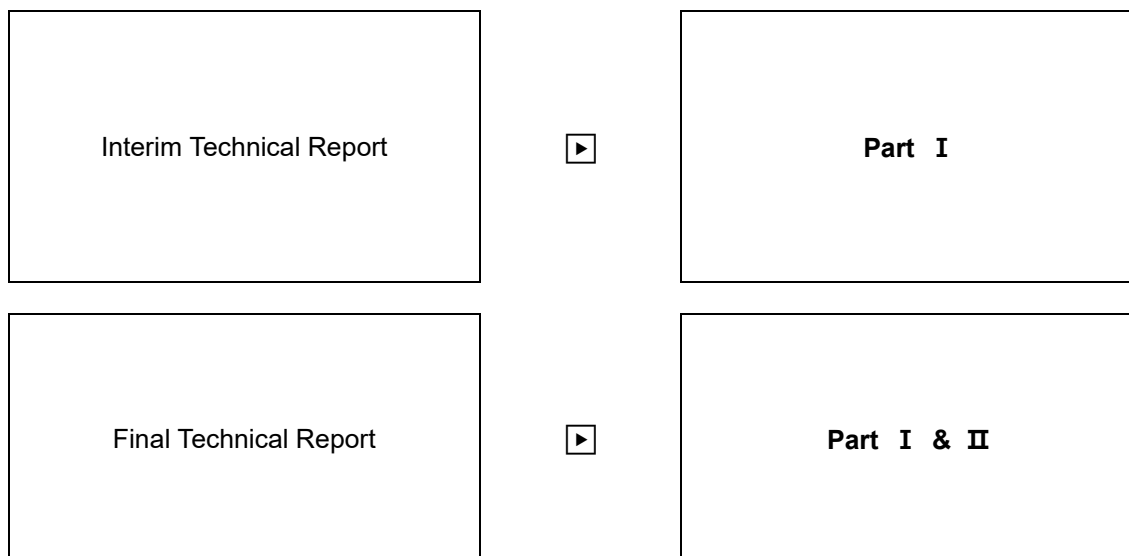 Interim Technical Report ▶ Part Ⅰ
Final Technical Report ▶ Part Ⅰ & Ⅱ